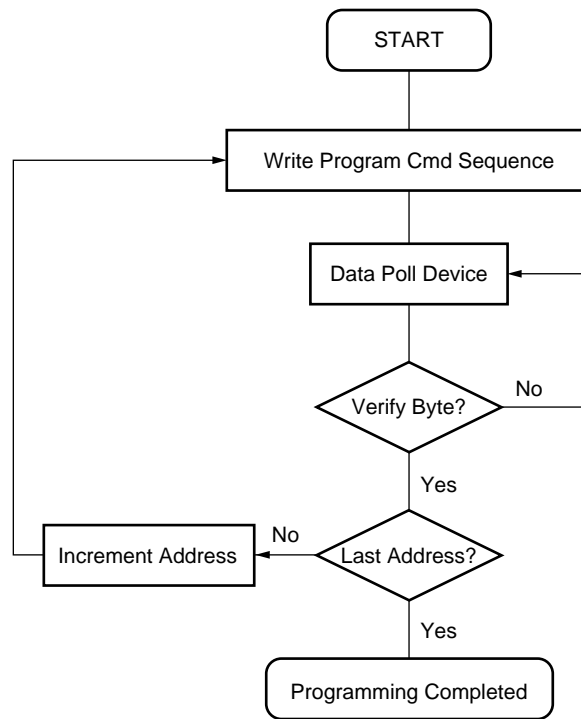 START
Write Program Cmd Sequence
Data Poll Device
Verify Byte?
No
Yes
Increment Address
No
Last Address?
Yes
Programming Completed